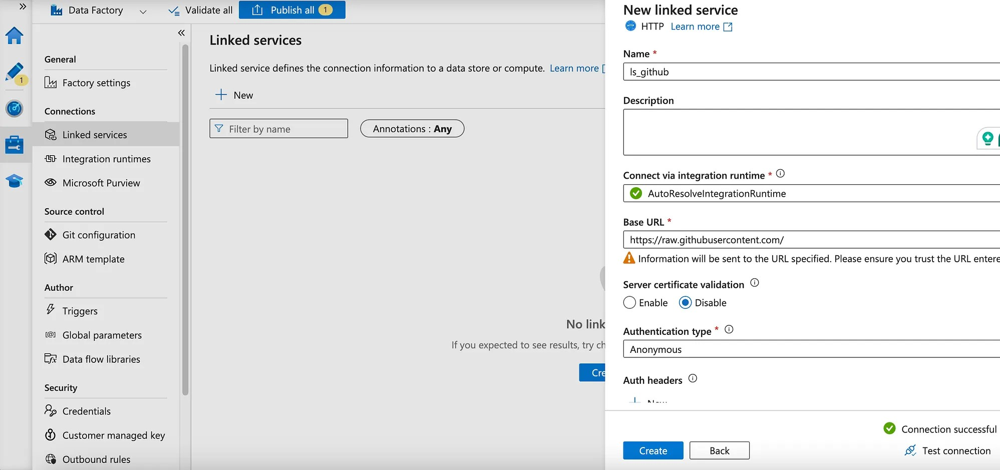 Data Factory
Validate all
Publish all 1
1
General
Factory settings
Connections
Linked services
Integration runtimes
Microsoft Purview
Source control
Git configuration
ARM template
Author
Triggers
Global parameters
Data flow libraries
Security
Credentials
Customer managed key
Outbound rules
Linked services
Linked service defines the connection information to a data store or compute. Learn more
New
Filter by name
Annotations : Any
No link
If you expected to see results, try ch
Cre
New linked service
HTTP Learn more
Name *
ls_github
Description
Connect via integration runtime *
AutoResolveIntegrationRuntime
Base URL *
https://raw.githubusercontent.com/
Information will be sent to the URL specified. Please ensure you trust the URL entere
Server certificate validation
Enable Disable
Authentication type *
Anonymous
Auth headers
New
Connection successful
Create Back Test connection